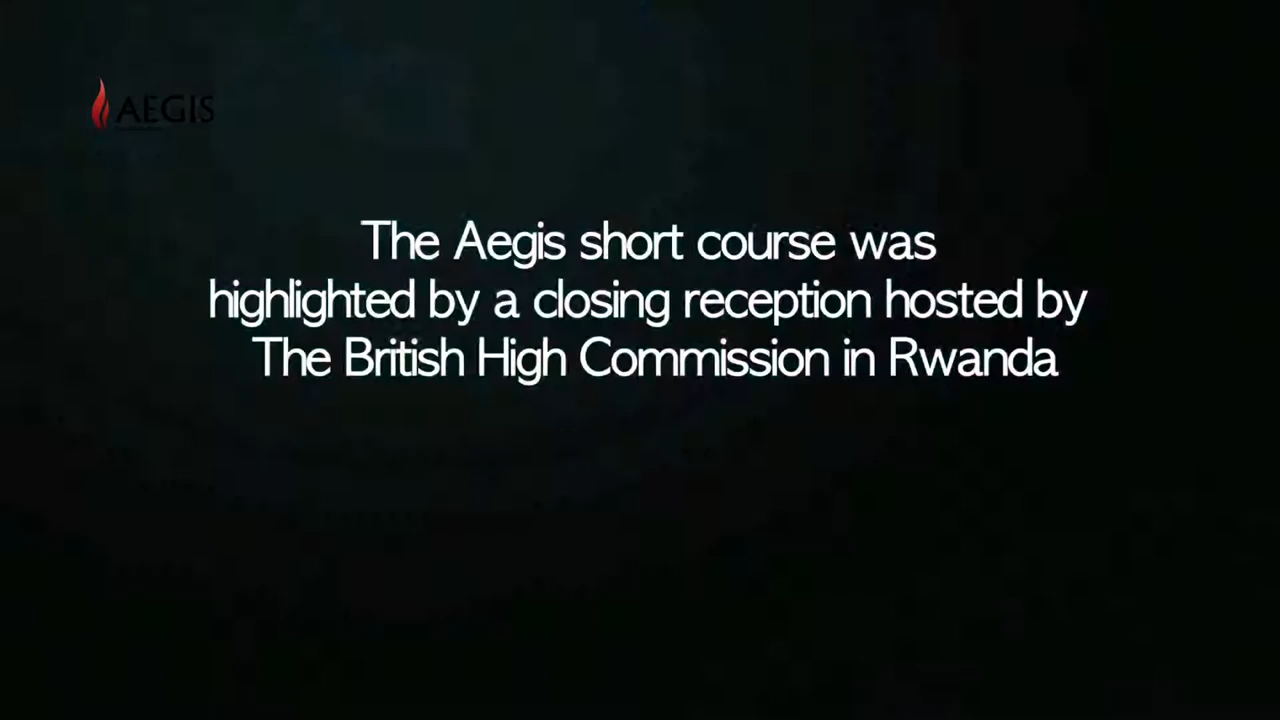 AEGIS
The Aegis short course was
highlighted by a closing reception hosted by
The British High Commission in Rwanda